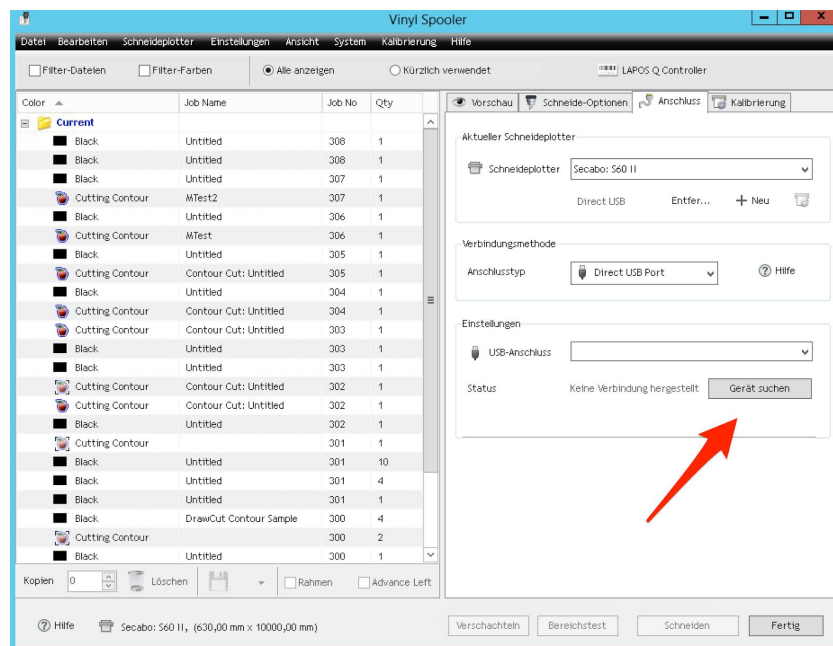 Vinyl Spooler
Datei Bearbeiten Schneideplotter Einstellungen Ansicht System Kalibrierung Hilfe
Filter-Dateien Filter-Farben Alle anzeigen Kürzlich verwendet LAPOS Q Controller
Color Job Name Job No Qty
Current
Black Untitled 308 1
Black Untitled 308 1
Black Untitled 307 1
Cutting Contour MTest2 307 1
Black Untitled 306 1
Cutting Contour MTest 306 1
Black Untitled 305 1
Cutting Contour Contour Cut: Untitled 305 1
Black Untitled 304 1
Cutting Contour Contour Cut: Untitled 304 1
Cutting Contour Contour Cut: Untitled 303 1
Black Untitled 303 1
Black Untitled 303 1
Cutting Contour Contour Cut: Untitled 302 1
Cutting Contour Contour Cut: Untitled 302 1
Black Untitled 302 1
Cutting Contour 301 1
Black Untitled 301 10
Black Untitled 301 4
Black Untitled 301 1
Black DrawCut Contour Sample 300 4
Cutting Contour 300 2
Black Untitled 300 1
Kopien 0 Löschen Rahmen Advance Left
Vorschau Schneide-Optionen Anschluss Kalibrierung
Aktueller Schneideplotter
Schneideplotter Secabo: S60 II
Direct USB Entfer... Neu
Verbindungsmethode
Anschlusstyp Direct USB Port Hilfe
Einstellungen
USB-Anschluss
Status Keine Verbindung hergestellt Gerät suchen
Hilfe Secabo: S60 II, (630,00 mm x 10000,00 mm) Verschachteln Bereichstest Schneiden Fertig